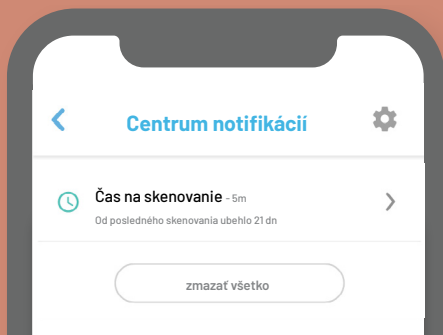 Centrum notifikácií
Čas na skenovanie - 5m
Od posledného skenovania ubehlo 21 dn
zmazať všetko